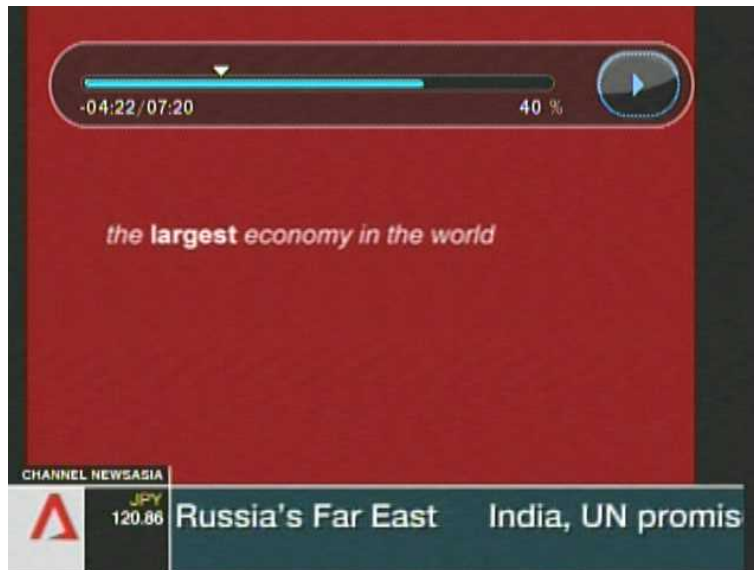 -04:22/07:20 40 %
the largest economy in the world
CHANNEL NEWSASIA
JPY
120.86
Russia's Far East India, UN promis